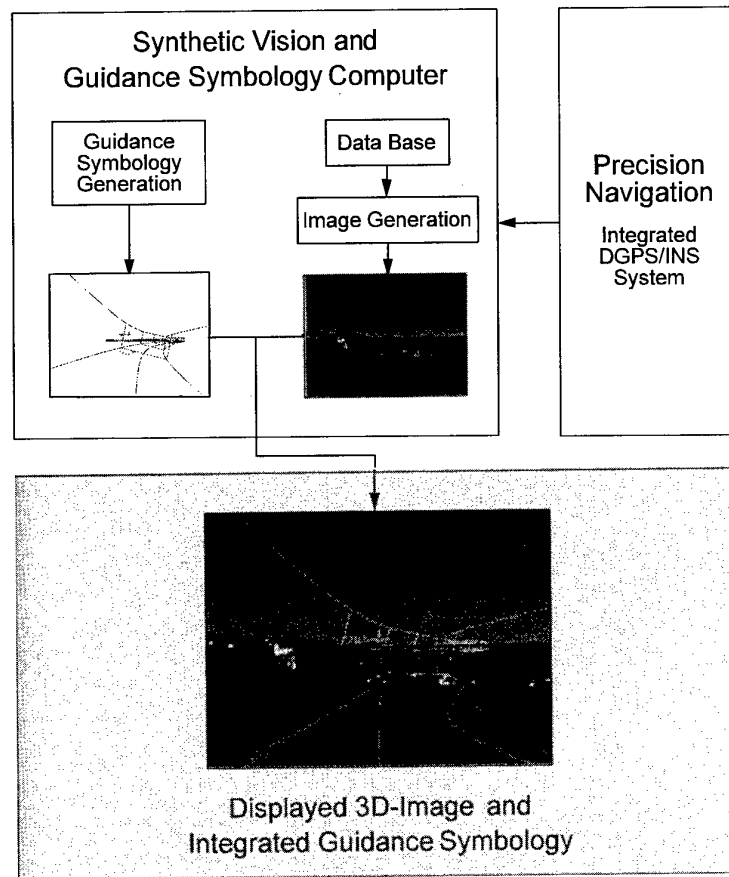 Synthetic Vision and
Guidance Symbology Computer
Guidance
Symbology
Generation
Data Base
Image Generation
Precision
Navigation
Integrated
DGPS/INS
System
Displayed 3D-Image and
Integrated Guidance Symbology